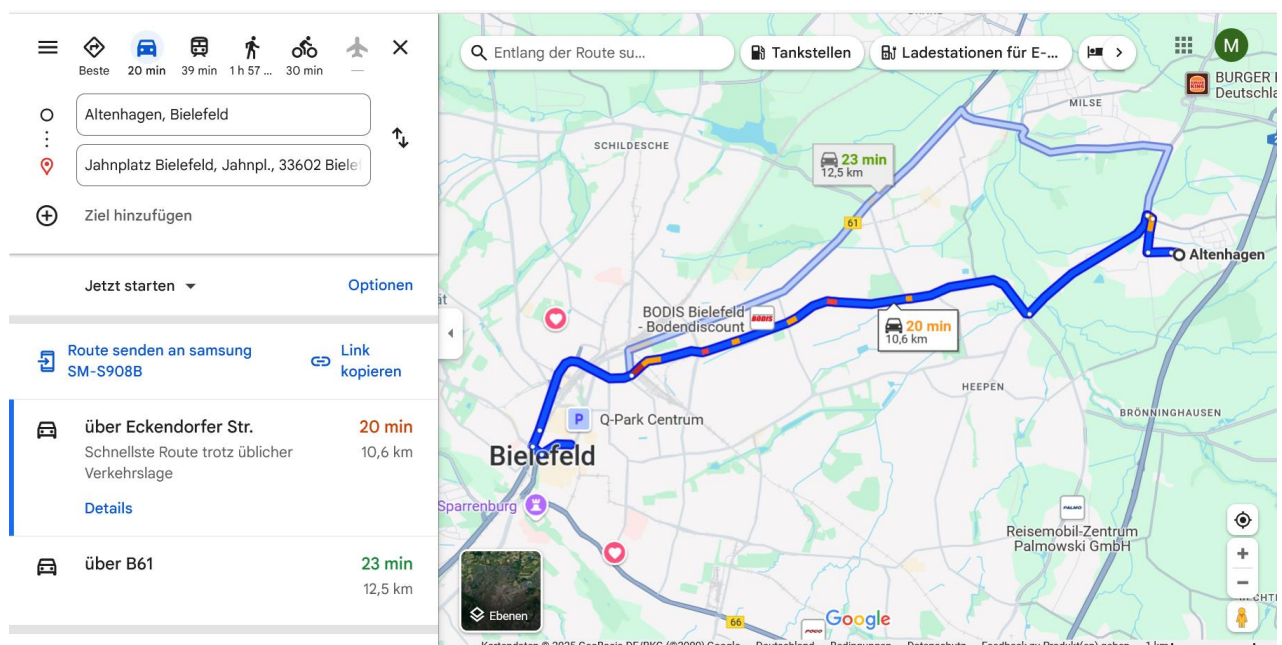 Beste
20 min
39 min
1 h 57 ...
30 min
—
Altenhagen, Bielefeld
Jahnplatz Bielefeld, Jahnpl., 33602 Biele
Ziel hinzufügen
Jetzt starten
Optionen
Route senden an samsung
SM-S908B
Link
kopieren
über Eckendorfer Str.
20 min
Schnellste Route trotz üblicher
10,6 km
Verkehrslage
Details
über B61
23 min
12,5 km
Entlang der Route su...
Tankstellen
Ladestationen für E-...
M
BURGER
Deutschla
MILSE
SCHILDESCHE
23 min
12,5 km
61
Altenhagen
BODIS Bielefeld
- Bodendiscount
BODIS
20 min
10,6 km
HEEPEN
BRÖNNINGHAUSEN
P
Q-Park Centrum
Bielefeld
Sparrenburg
PALMO
Reisemobil-Zentrum
Palmowski GmbH
Ebenen
66
POCO
Google